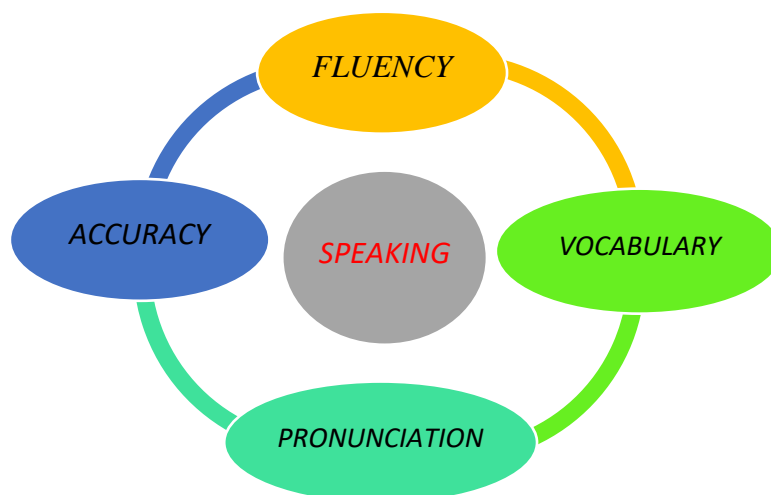 FLUENCY
ACCURACY
SPEAKING
VOCABULARY
PRONUNCIATION